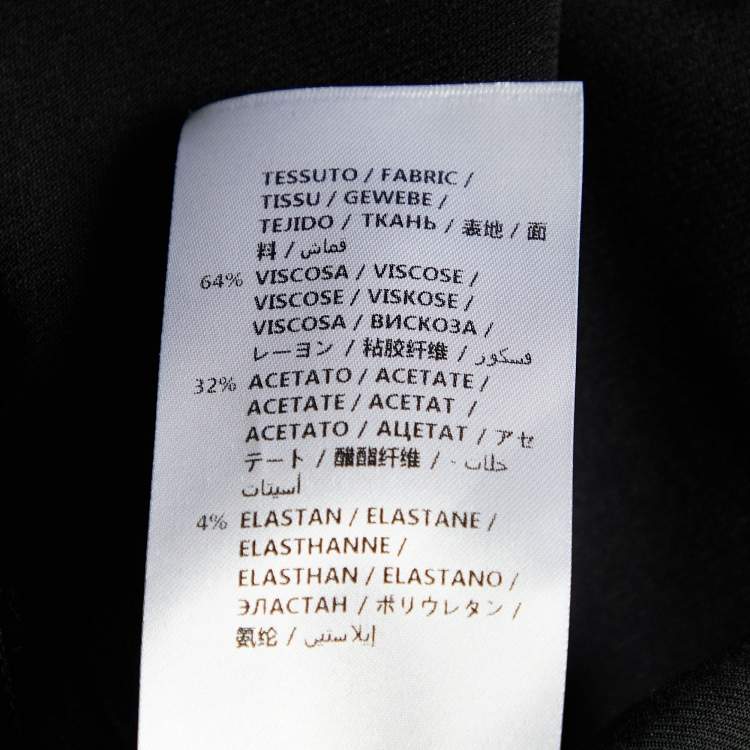 TESSUTO / FABRIC /
TISSU / GEWEBE /
TEJIDO / ТКАНЬ / 表地 / 面
料 / قماش
64% VISCOSA / VISCOSE /
VISCOSE / VISKOSE /
VISCOSA / ВИСКОЗА /
レーヨン / 粘胶纤维 / فسكوز
32% ACETATO / ACETATE /
ACETATE / ACETAT /
ACETATO / АЦЕТАТ / アセ
テート / 醋酯纤维 / خلات -
أسيتات
4% ELASTAN / ELASTANE /
ELASTHANNE /
ELASTHAN / ELASTANO /
ЭЛАСТАН / ポリウレタン /
氨纶 / إيلاستين